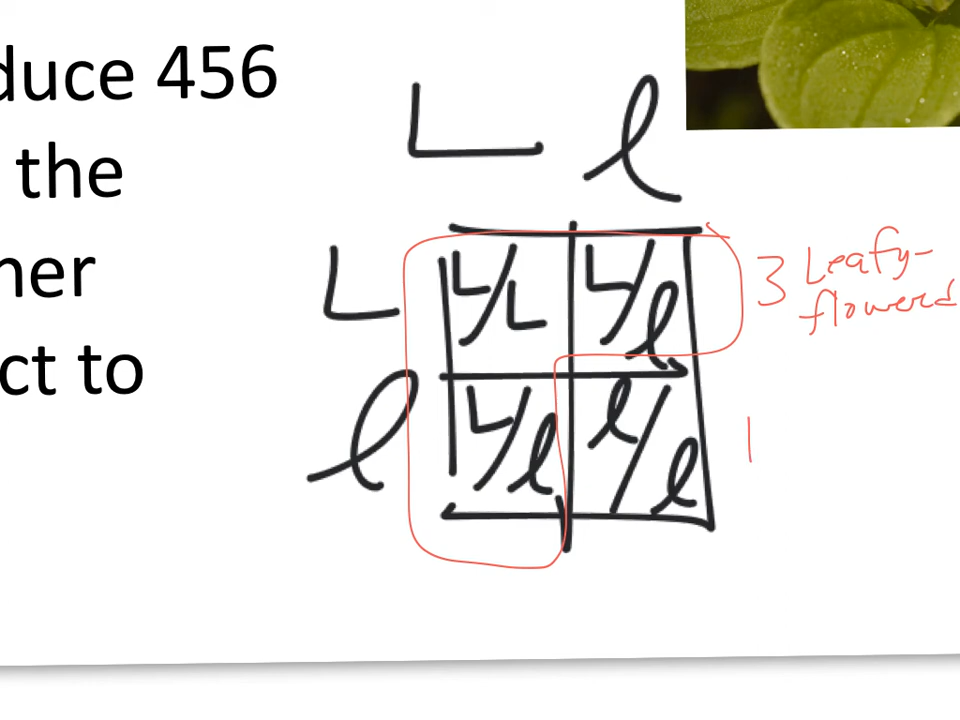 duce 456
the
her
ct to
L l
L L/L L/l
l L/l l/l
3 Leafy-
flowered
1